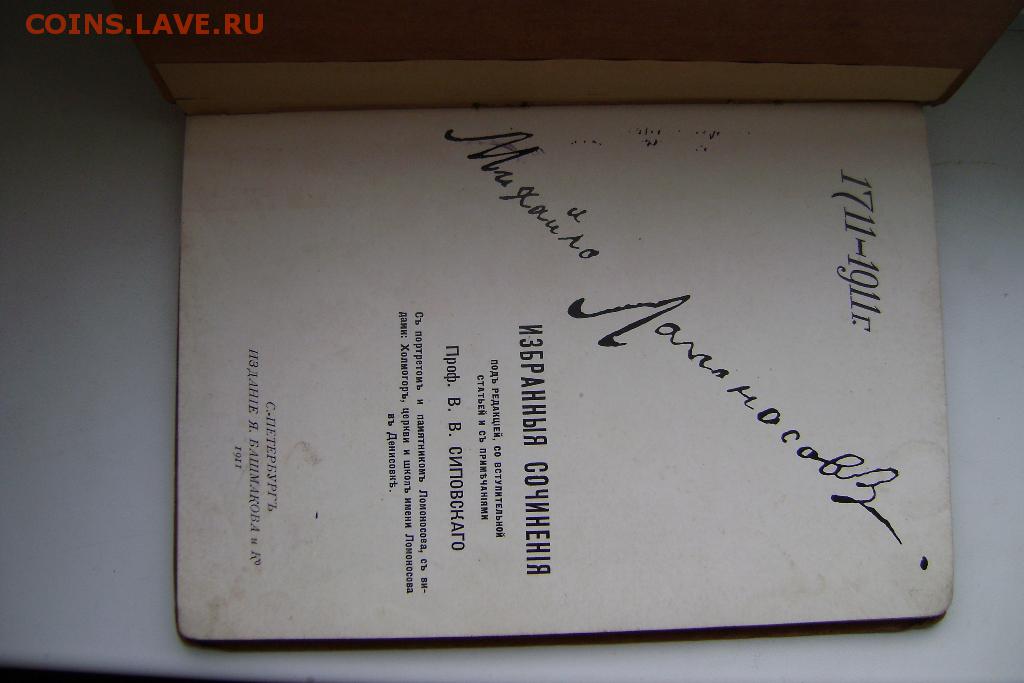 COINS.LAVE.RU
1711–1911г.
Михайло
Ломоносовъ.
ИЗБРАННЫЯ СОЧИНЕНІЯ
ПОДЪ РЕДАКЦІЕЙ, СО ВСТУПИТЕЛЬНОЙ
СТАТЬЕЙ И СЪ ПРИМѢЧАНІЯМИ
Проф. В. В. СИПОВСКАГО
Съ портретомъ и памятникомъ Ломоносова, съ ви-
дами: Холмогоръ, церкви и школъ имени Ломоносова
въ Денисовкѣ.
С.-ПЕТЕРБУРГЪ
ИЗДАНІЕ Я. БАШМАКОВА и Ко
1911